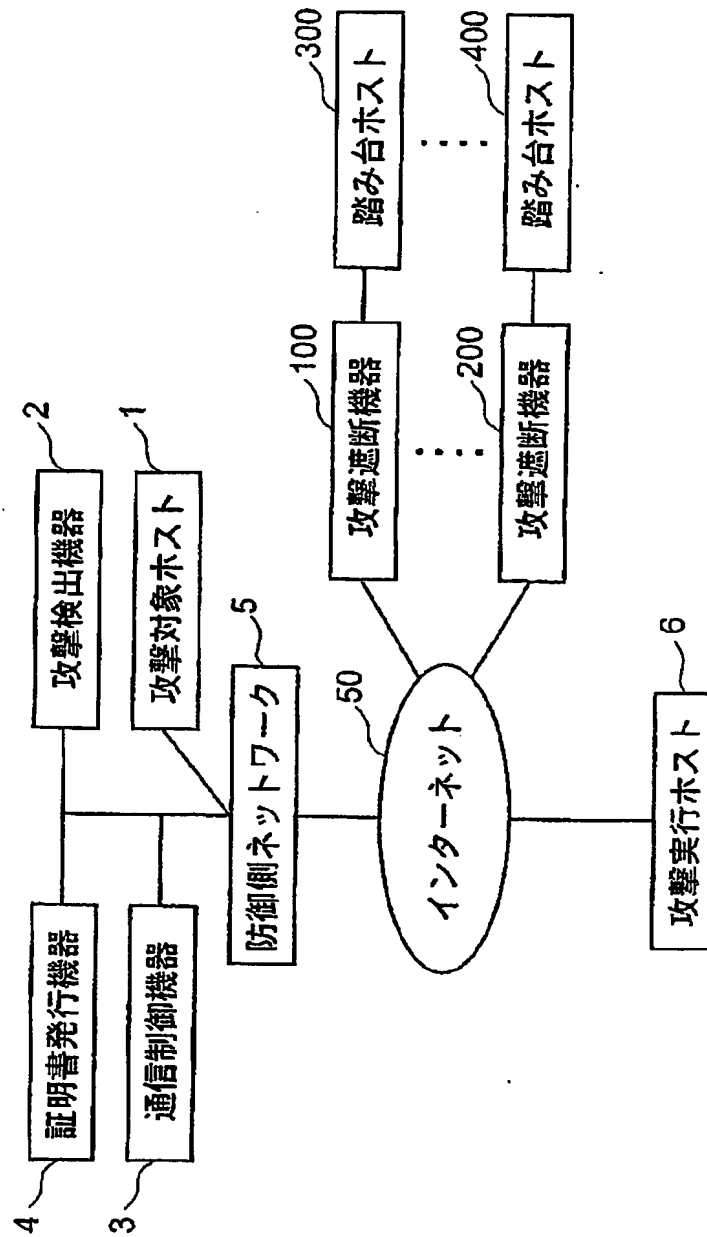 証明書発行機器
4
通信制御機器
3
攻撃検出機器
2
攻撃対象ホスト
1
防御側ネットワーク
5
インターネット
50
攻撃遮断機器
100
踏み台ホスト
300
攻撃遮断機器
200
踏み台ホスト
400
攻撃実行ホスト
6